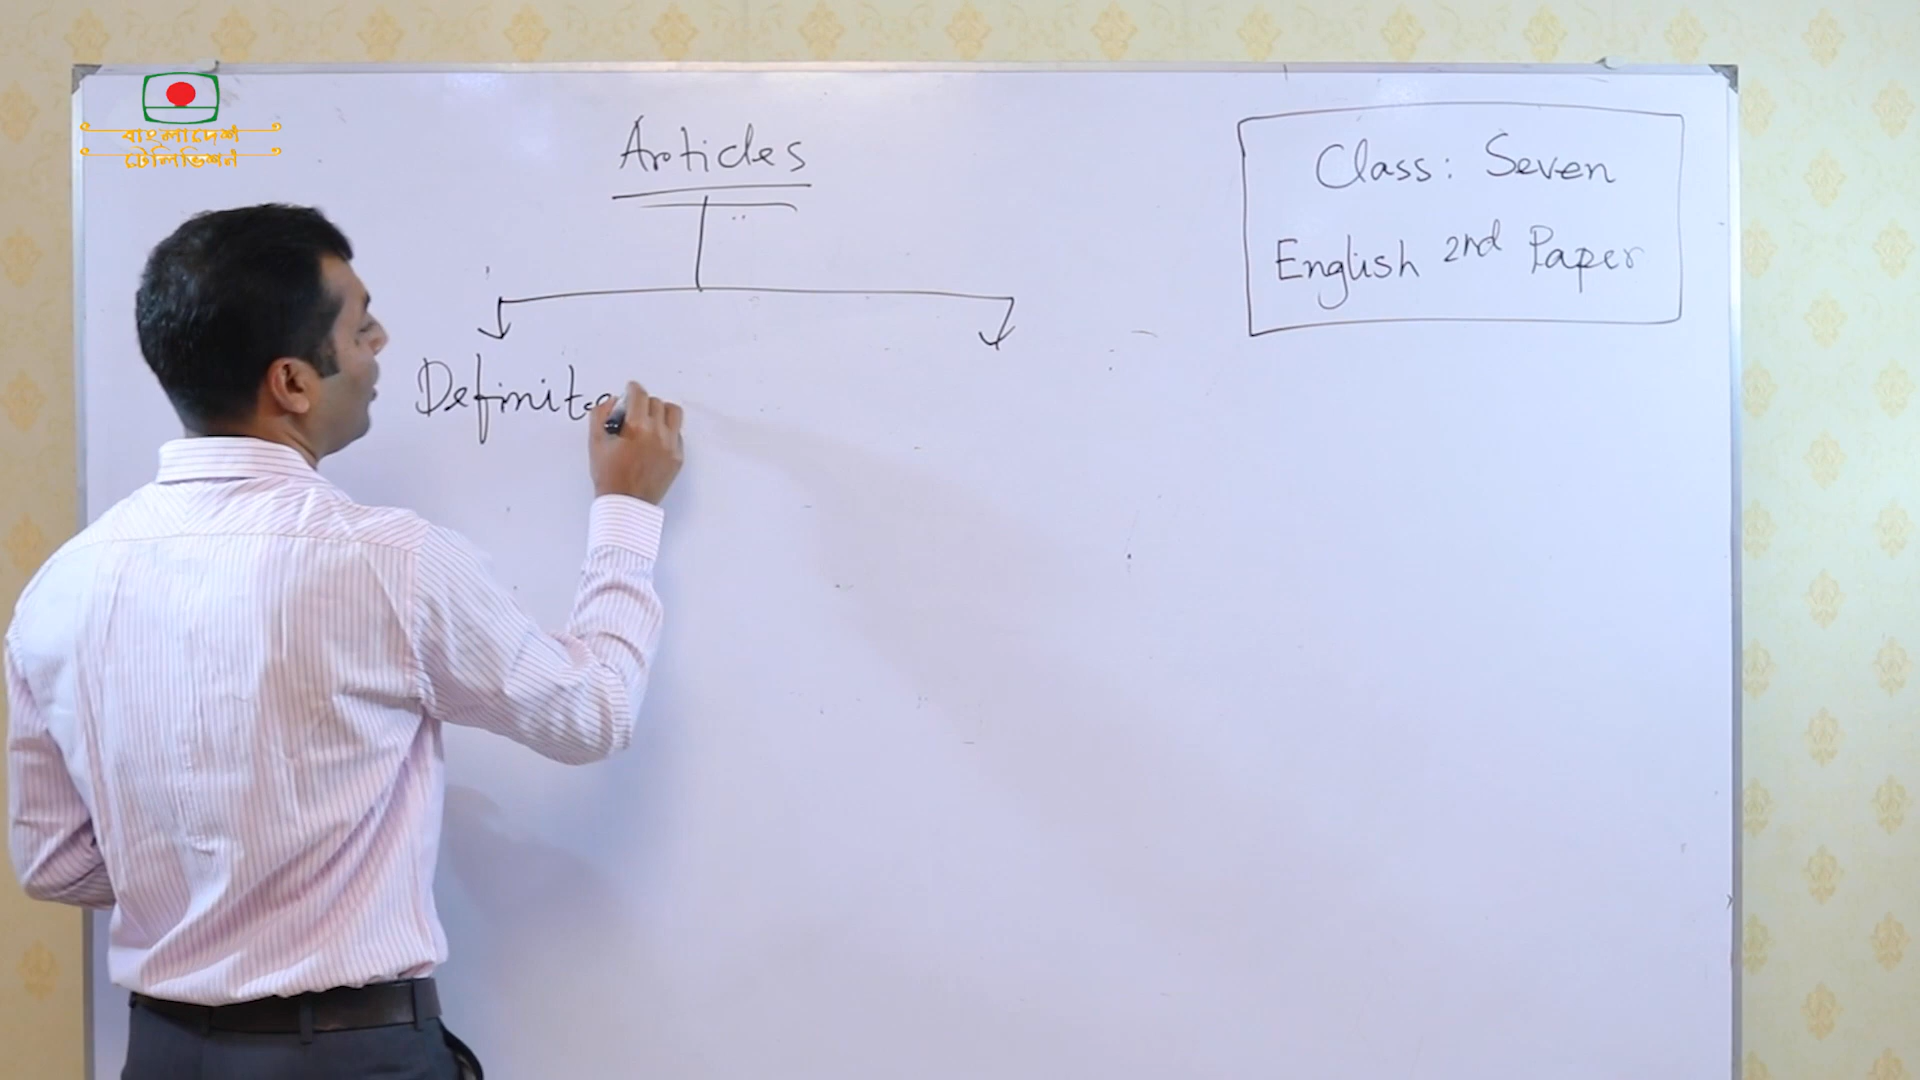 বাংলাদেশ
টেলিভিশন
Articles
Class: Seven
English 2nd Paper
Definite